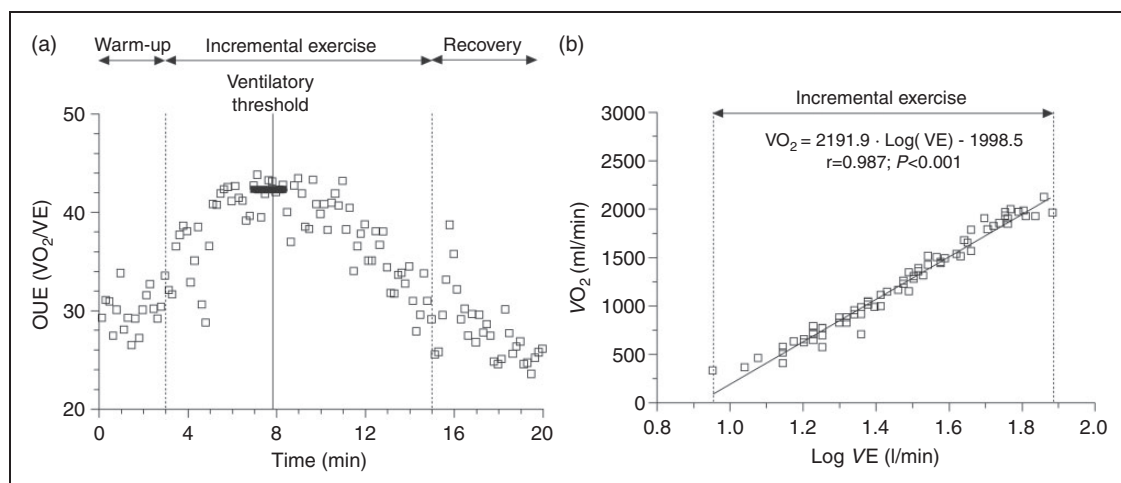 (a)
Warm-up
Incremental exercise
Recovery
Ventilatory
threshold
50
40
30
20
OUE (VO₂/VE)
0
4
8
12
16
20
Time (min)
(b)
Incremental exercise
VO₂ = 2191.9 · Log( VE) - 1998.5
r=0.987; P<0.001
3000
2500
2000
1500
1000
500
0
VO₂ (ml/min)
0.8
1.0
1.2
1.4
1.6
1.8
2.0
Log VE (l/min)